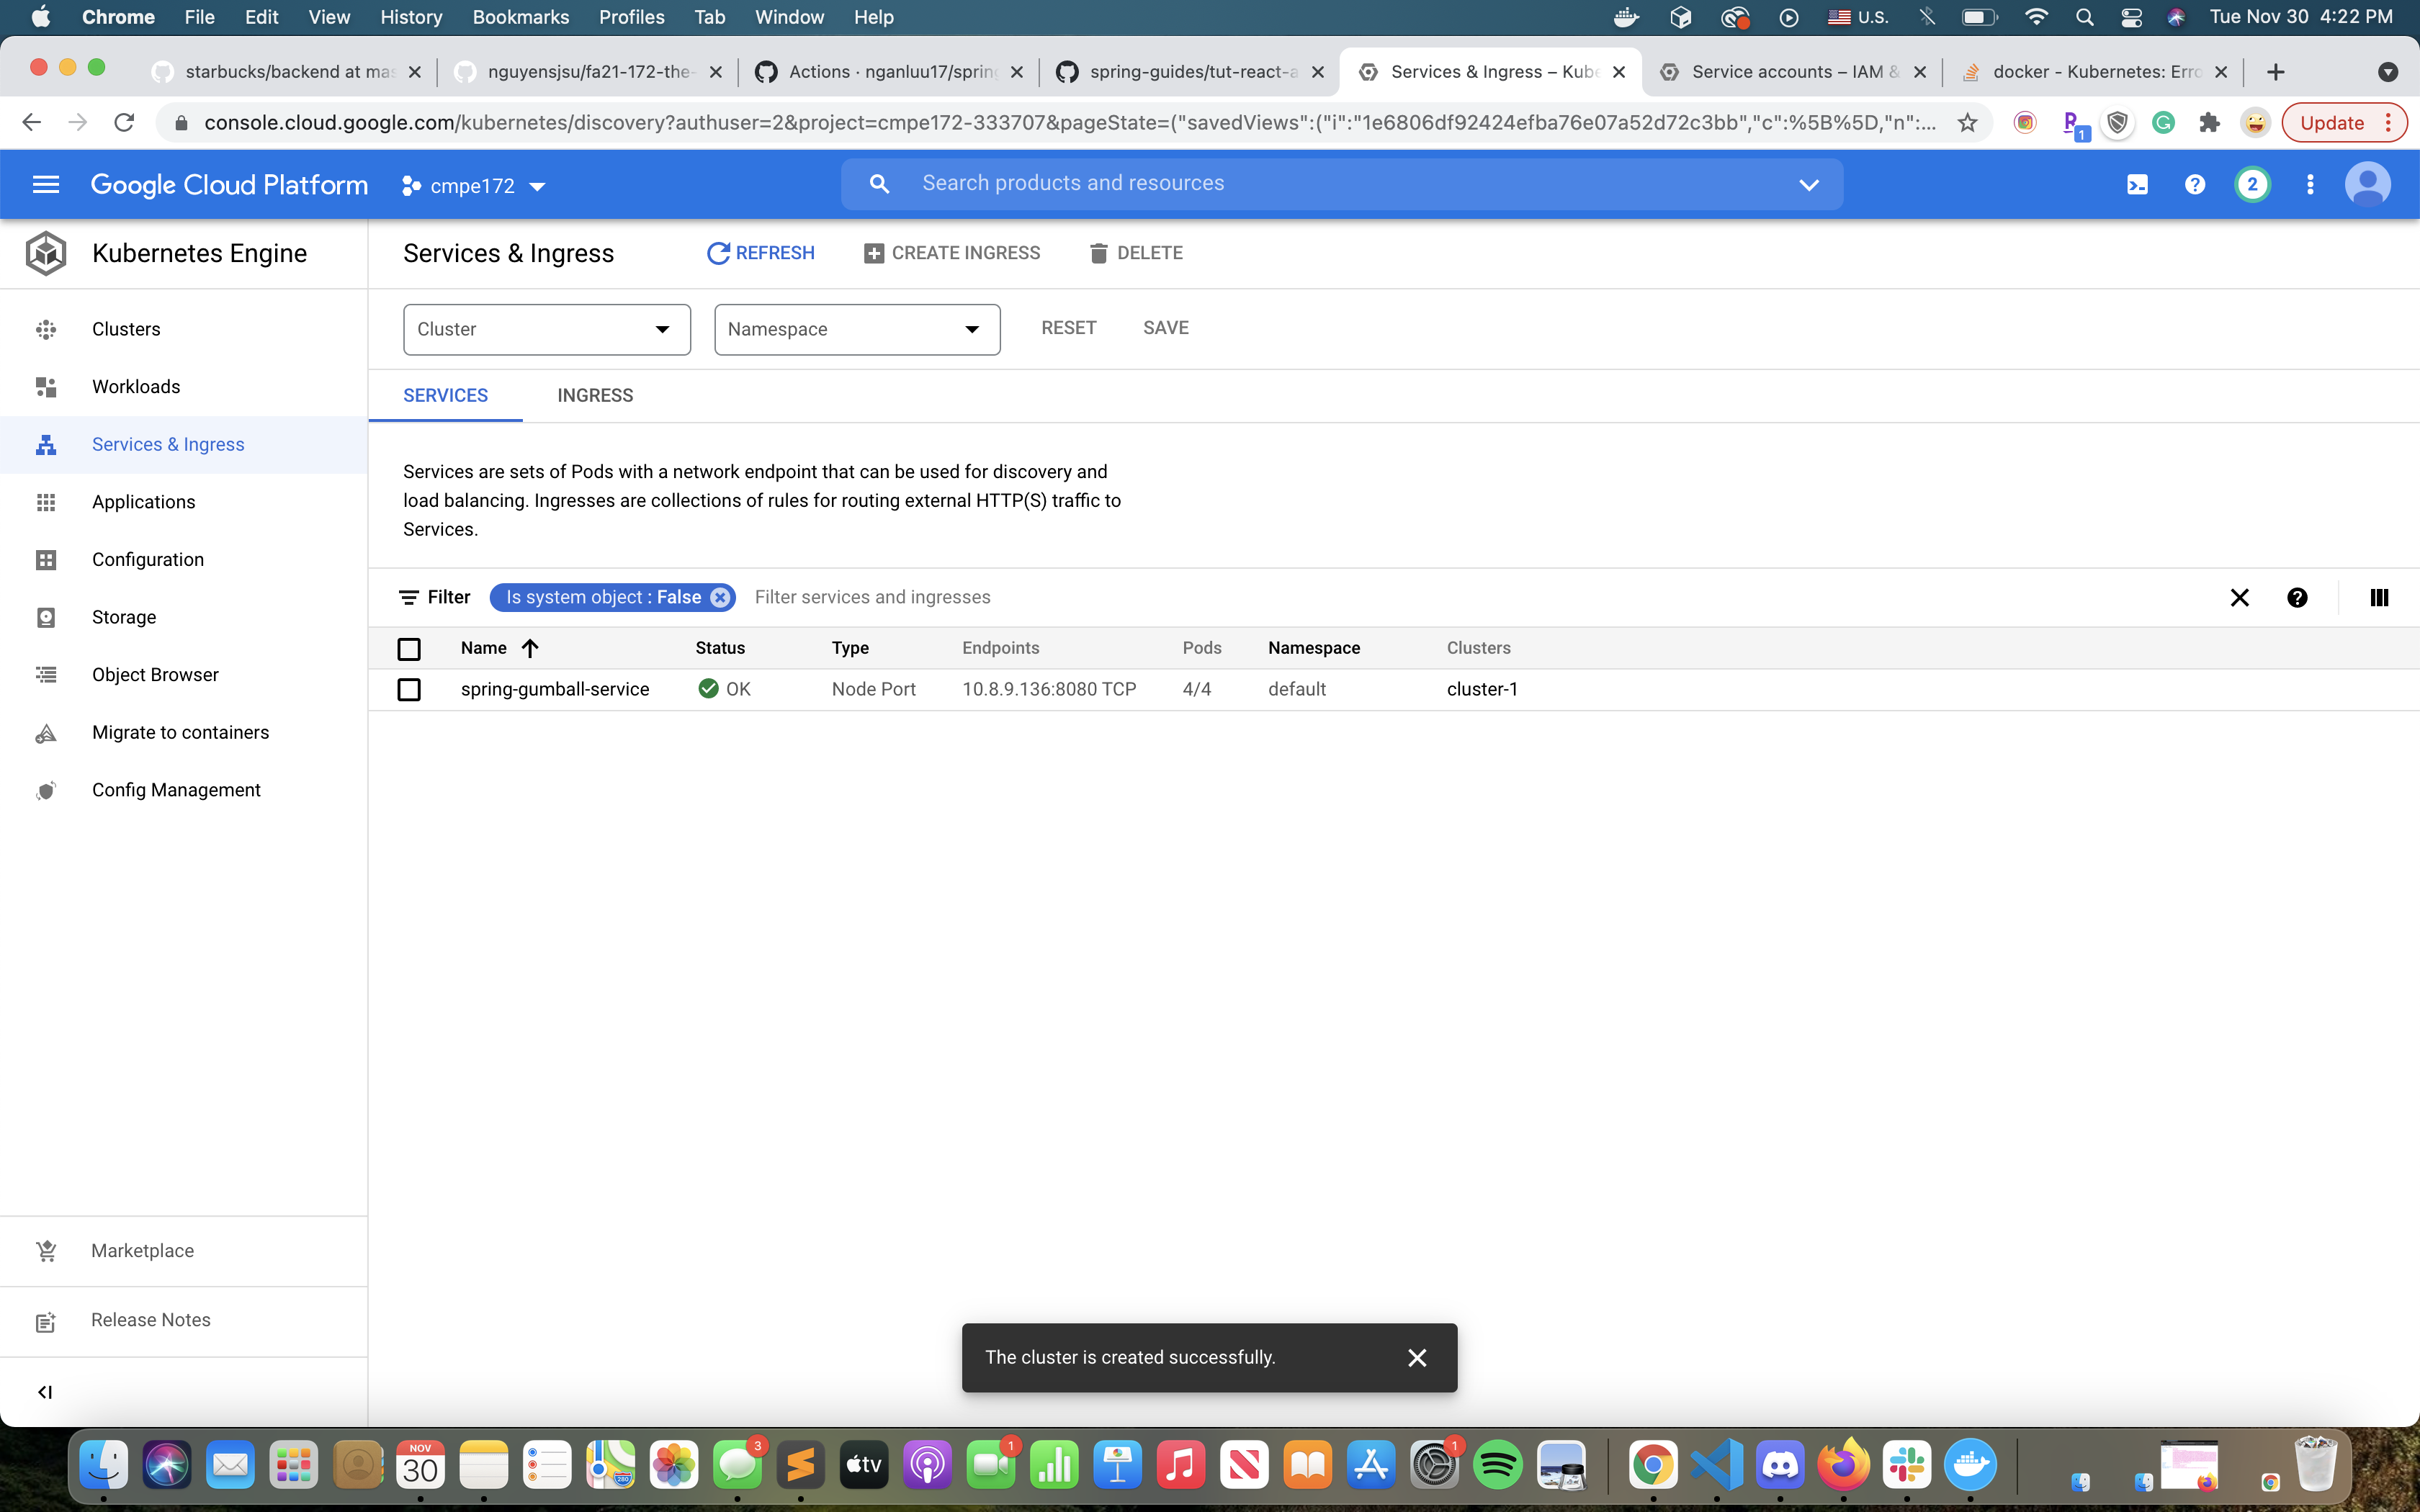 Chrome File Edit View History Bookmarks Profiles Tab Window Help U.S. Tue Nov 30 4:22 PM
starbucks/backend at mas nguyensjsu/fa21-172-the- Actions · nganluu17/spring spring-guides/tut-react-a Services & Ingress – Kube Service accounts – IAM & docker - Kubernetes: Erro
console.cloud.google.com/kubernetes/discovery?authuser=2&project=cmpe172-333707&pageState=("savedViews":("i":"1e6806df92424efba76e07a52d72c3bb","c":%5B%5D,"n":... 1 Update
Google Cloud Platform cmpe172 Search products and resources 2
Kubernetes Engine
Clusters
Workloads
Services & Ingress
Applications
Configuration
Storage
Object Browser
Migrate to containers
Config Management
Marketplace
Release Notes
Services & Ingress REFRESH CREATE INGRESS DELETE
Cluster Namespace RESET SAVE
SERVICES INGRESS
Services are sets of Pods with a network endpoint that can be used for discovery and
load balancing. Ingresses are collections of rules for routing external HTTP(S) traffic to
Services.
Filter Is system object : False Filter services and ingresses
Name Status Type Endpoints Pods Namespace Clusters
spring-gumball-service OK Node Port 10.8.9.136:8080 TCP 4/4 default cluster-1
The cluster is created successfully.
NOV
30
3
tv
1
1
280